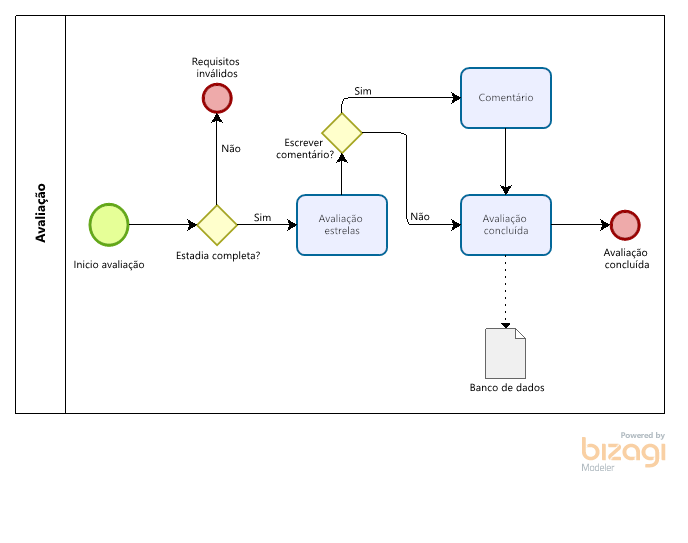 Avaliação
Requisitos
inválidos
Não
Inicio avaliação
Estadia completa?
Sim
Avaliação
estrelas
Escrever
comentário?
Sim
Não
Comentário
Avaliação
concluida
Avaliação
concluída
Banco de dados
Powered by
bizagi
Modeler